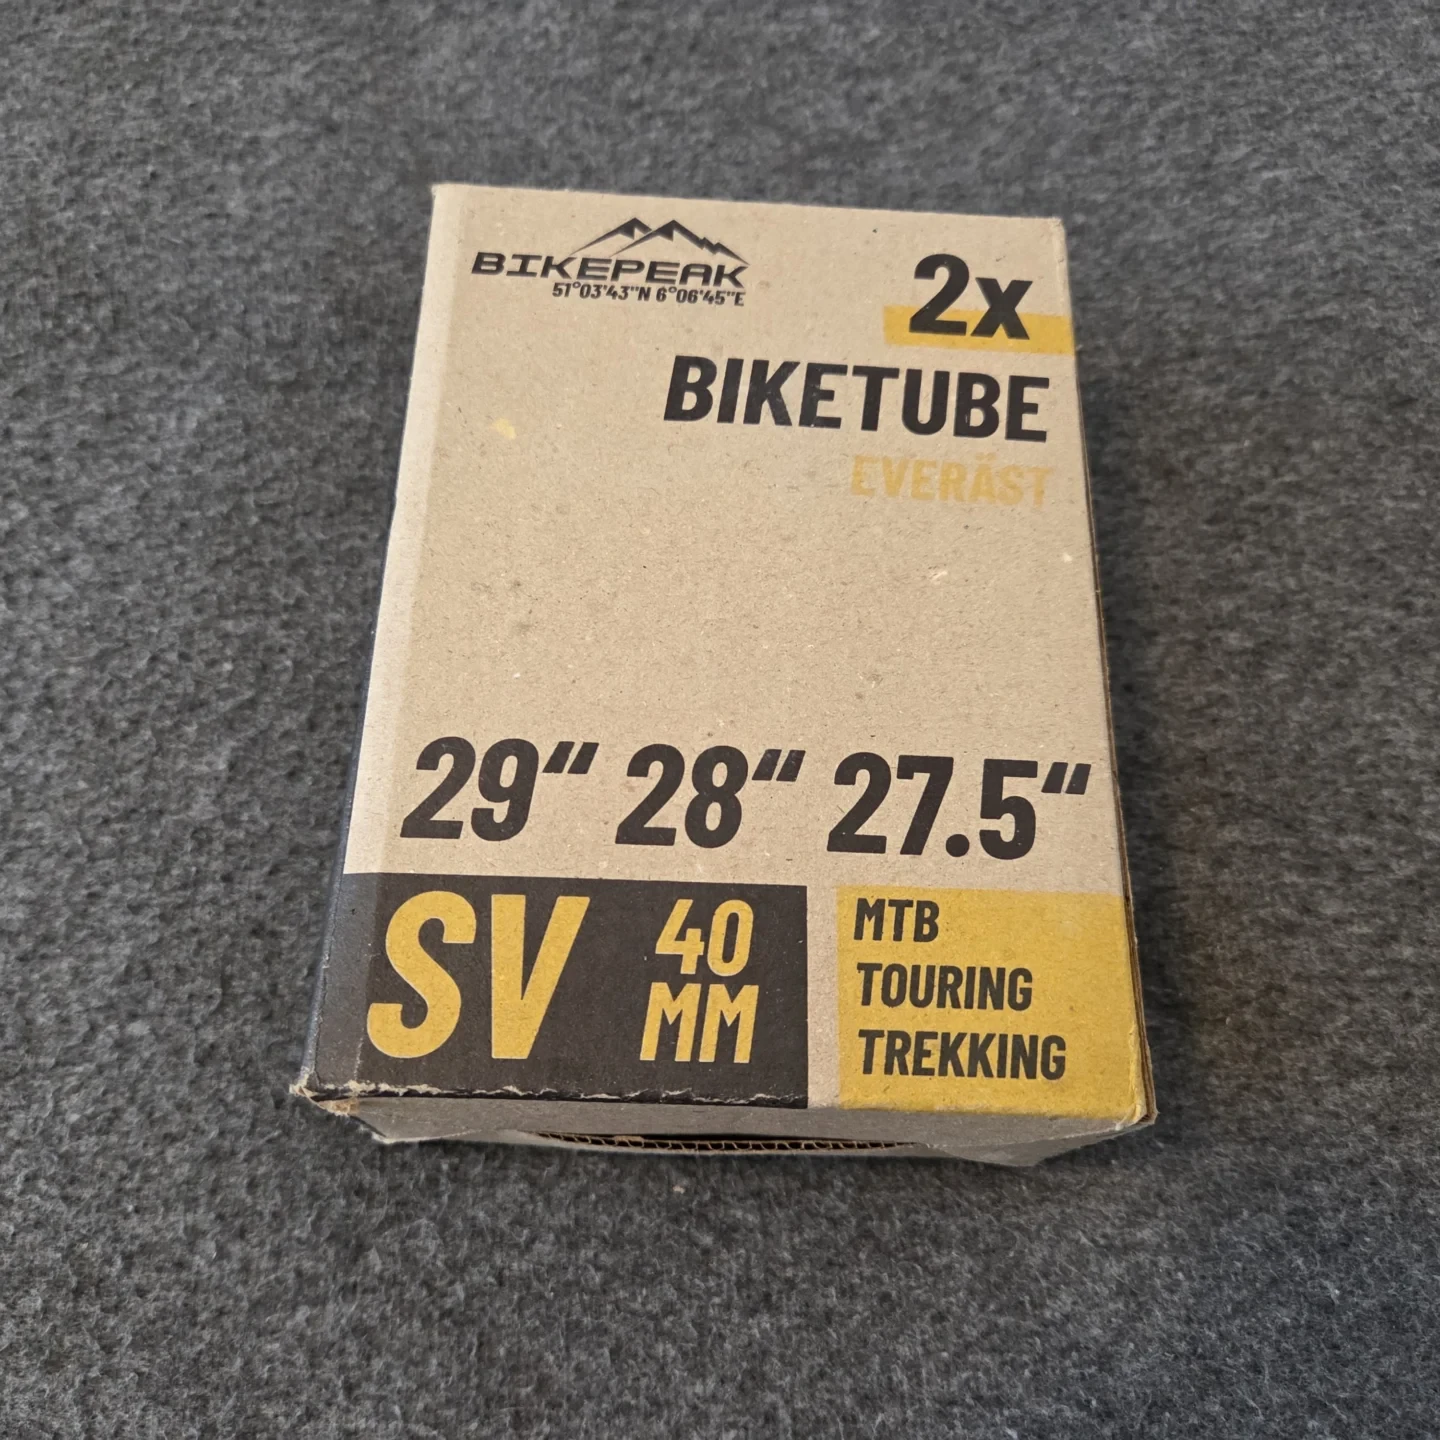 BIKEPEAK
51°03'43"N 6°06'45"E
2x
BIKETUBE
EVERÄST
29“ 28“ 27.5“
SV
40
MM
MTB
TOURING
TREKKING